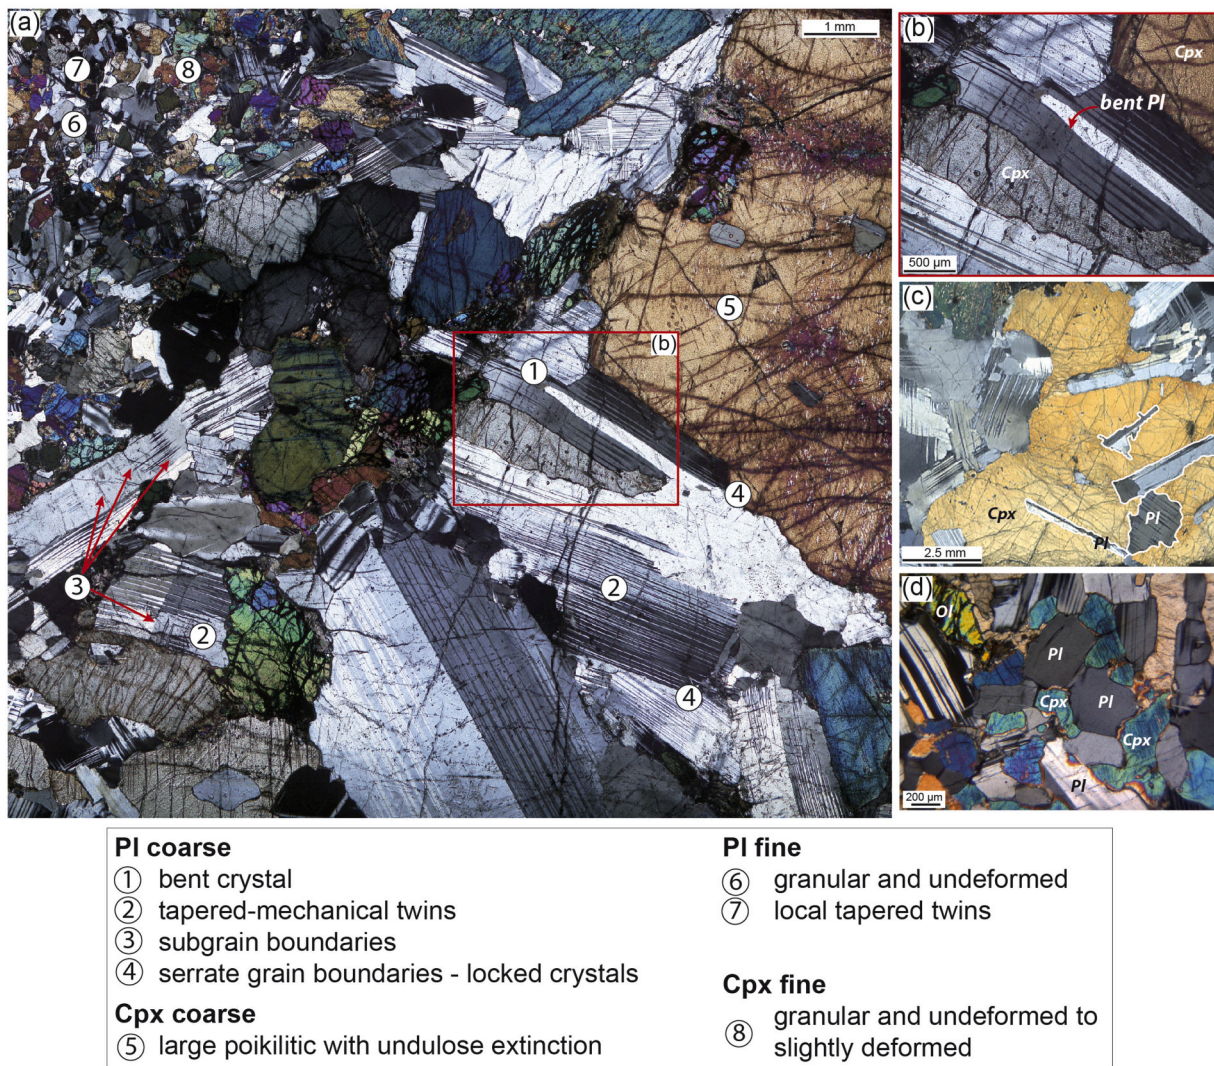 (a)
1 mm
7
8
6
5
(b)
1
4
3
2
2
4
(b)
Cpx
bent Pl
Cpx
500 µm
(c)
Cpx
Pl
Pl
2.5 mm
(d)
Ol
Pl
Cpx
Pl
Cpx
Pl
200 µm
Pl coarse
1 bent crystal
2 tapered-mechanical twins
3 subgrain boundaries
4 serrate grain boundaries - locked crystals
Cpx coarse
5 large poikilitic with undulose extinction
Pl fine
6 granular and undeformed
7 local tapered twins
Cpx fine
8 granular and undeformed to
slightly deformed